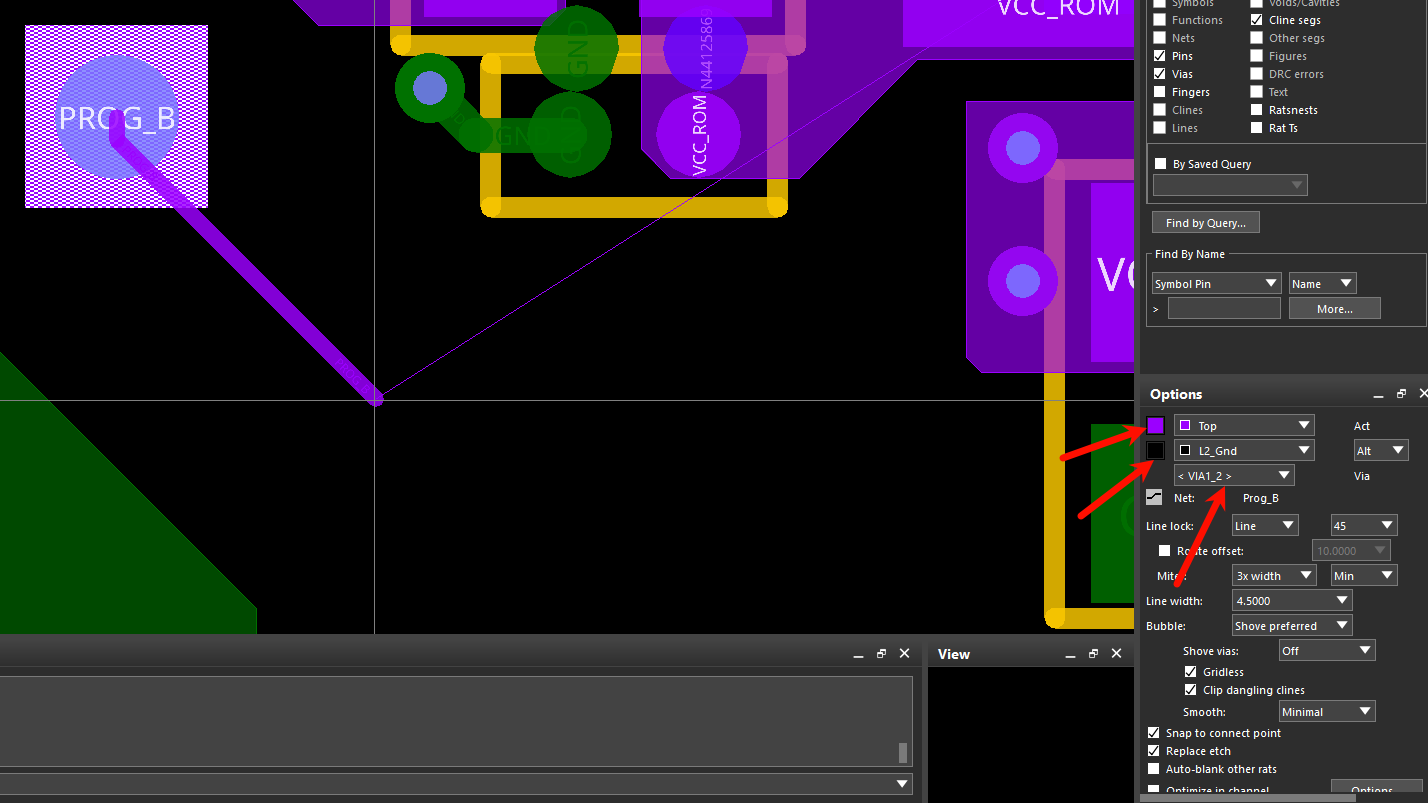 PROG_B
GND
GND
GND
N44125869
VCC_ROM
VCC_ROM
VC
Symbols
Voids/Cavities
Functions
Cline segs
Nets
Other segs
Pins
Figures
Vias
DRC errors
Fingers
Text
Clines
Ratsnests
Lines
Rat Ts
By Saved Query
Find by Query...
Find By Name
Symbol Pin Name
>
More...
Options
Top Act
L2_Gnd Alt
< VIA1_2 > Via
Net: Prog_B
Line lock: Line 45
Route offset: 10.0000
Miter: 3x width Min
Line width: 4.5000
Bubble: Shove preferred
Shove vias: Off
Gridless
Clip dangling clines
Smooth: Minimal
Snap to connect point
Replace etch
Auto-blank other rats
Optimize in channel Options
View